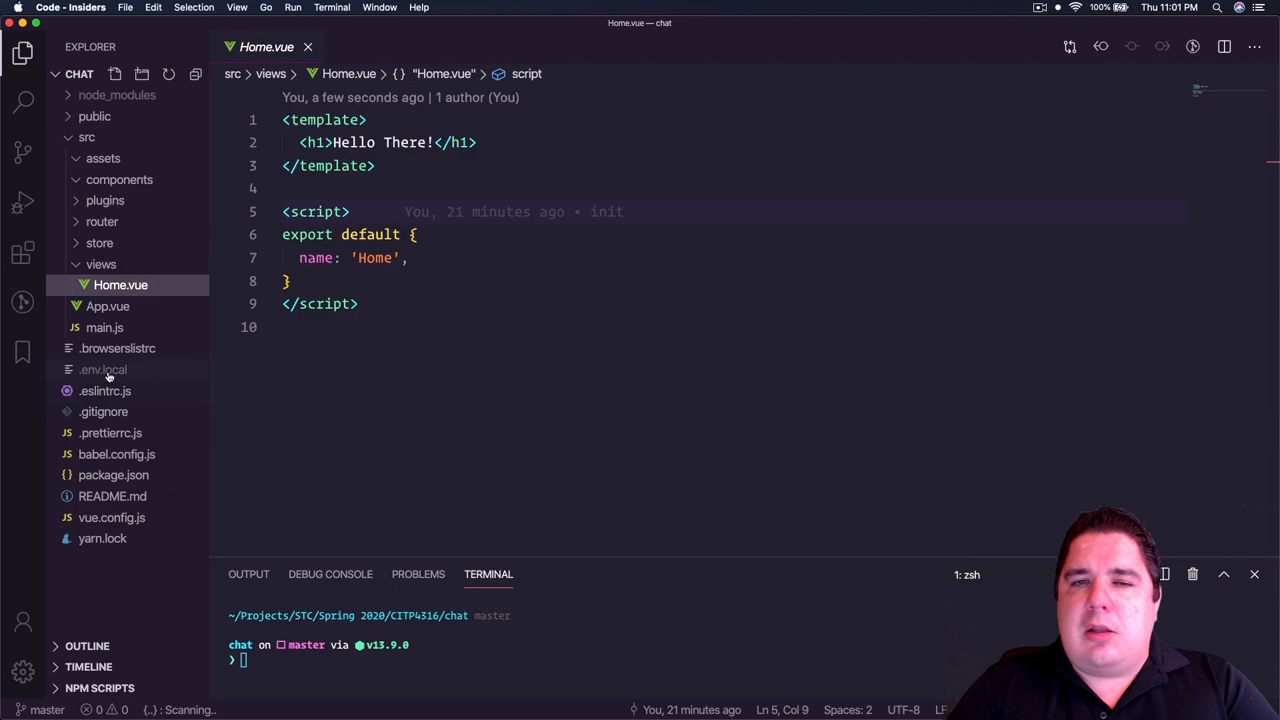 Code - Insiders File Edit Selection View Go Run Terminal Window Help 100% Thu 11:01 PM
Home.vue — chat
EXPLORER
CHAT
node_modules
public
src
assets
components
plugins
router
store
views
Home.vue
App.vue
main.js
.browserslistrc
.env.local
.eslintrc.js
.gitignore
.prettierrc.js
babel.config.js
package.json
README.md
vue.config.js
yarn.lock
OUTLINE
TIMELINE
NPM SCRIPTS
Home.vue
src > views > Home.vue > {} "Home.vue" > script
You, a few seconds ago | 1 author (You)
1 <template>
2 <h1>Hello There!</h1>
3 </template>
4
5 <script> You, 21 minutes ago • init
6 export default {
7 name: 'Home',
8 }
9 </script>
10
OUTPUT DEBUG CONSOLE PROBLEMS TERMINAL 1: zsh
~/Projects/STC/Spring 2020/CITP4316/chat master
chat on master via v13.9.0
❯
master 0 0 {..} : Scanning.. You, 21 minutes ago Ln 5, Col 9 Spaces: 2 UTF-8 LF